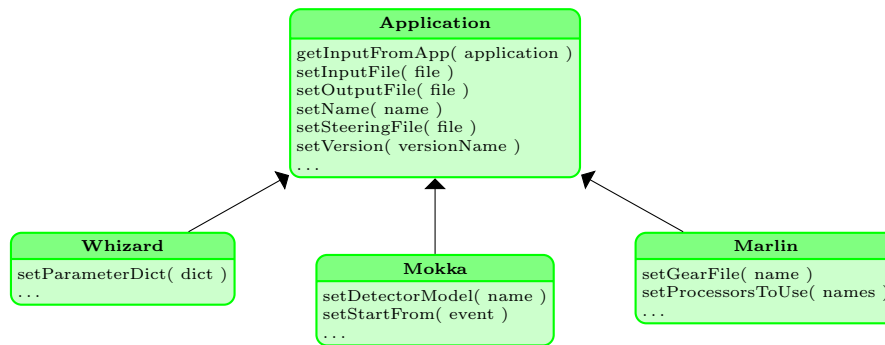 Application
getInputFromApp( application )
setInputFile( file )
setOutputFile( file )
setName( name )
setSteeringFile( file )
setVersion( versionName )
...
Whizard
setParameterDict( dict )
...
Mokka
setDetectorModel( name )
setStartFrom( event )
...
Marlin
setGearFile( name )
setProcessorsToUse( names )
...